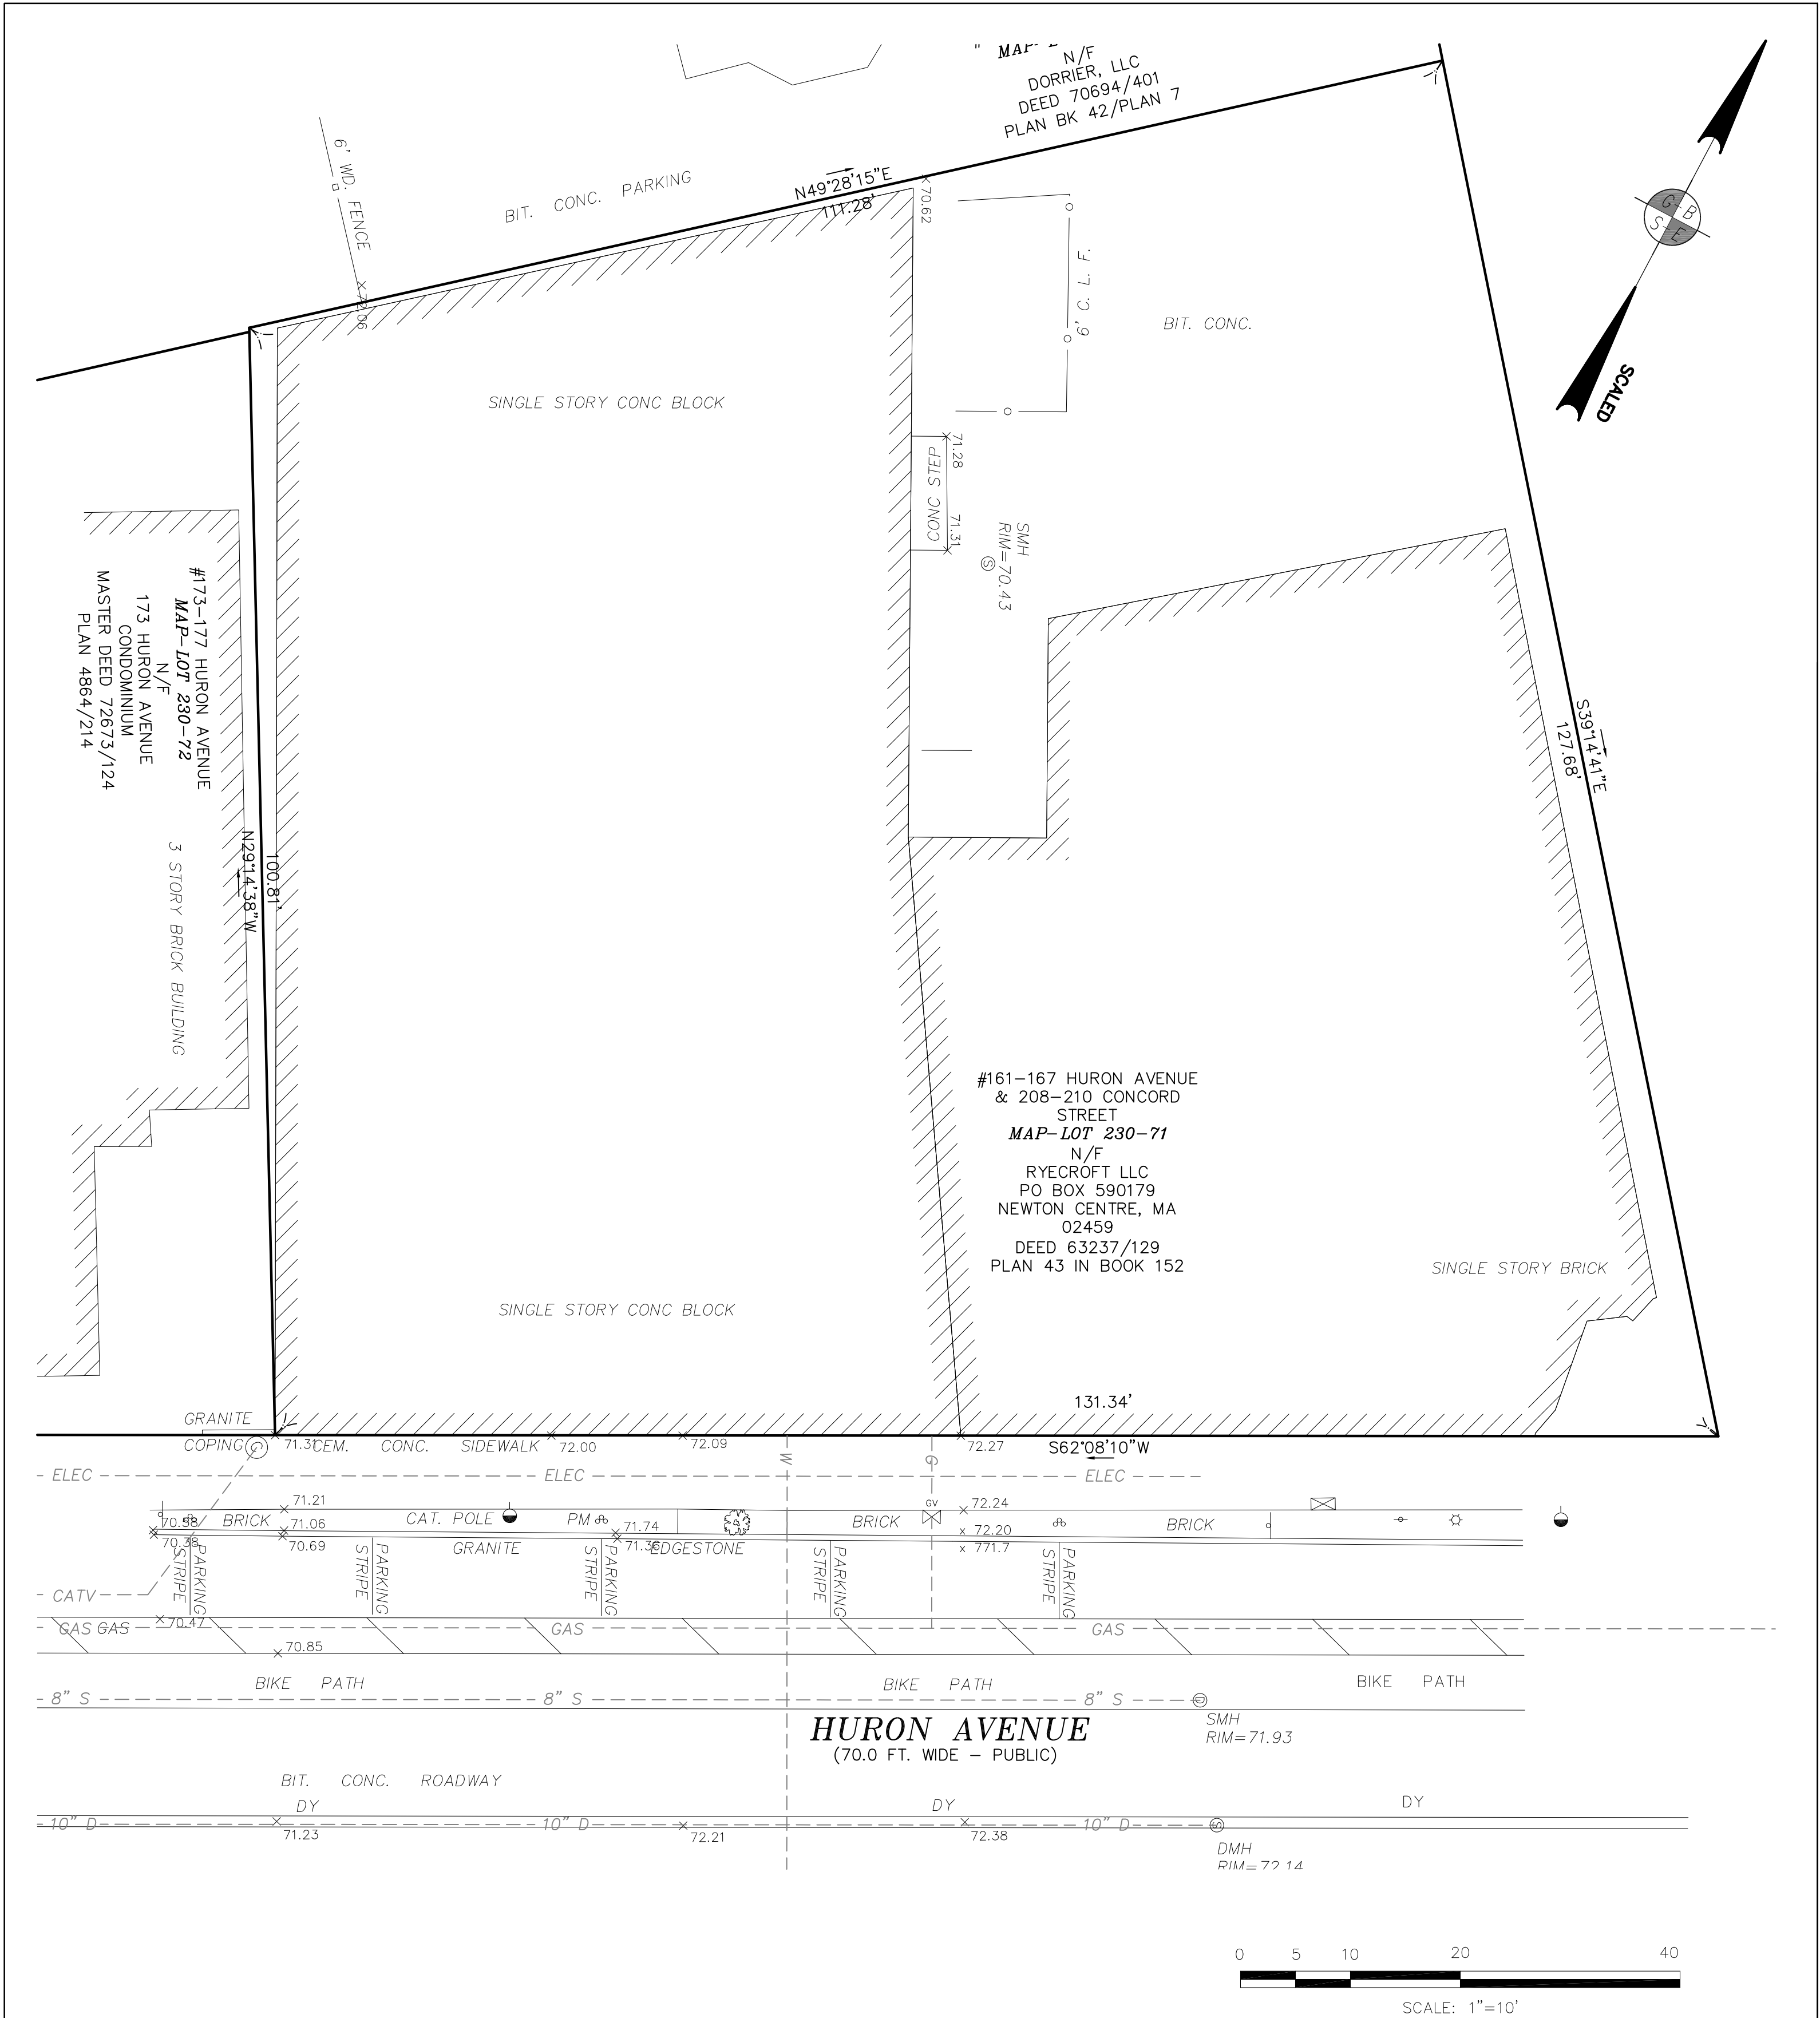 N/F
DORRIER, LLC
DEED 70694/401
PLAN BK 42/PLAN 7
6' WD. FENCE
BIT. CONC. PARKING
N49°28'15"E
111.28'
70.62
72.06
G-B
S-E
SCALED
6' C. L. F.
BIT. CONC.
SINGLE STORY CONC BLOCK
71.28
CONC STEP
71.31
SMH
RIM=70.43
S
#173-177 HURON AVENUE
MAP-LOT 230-72
N/F
173 HURON AVENUE
CONDOMINIUM
MASTER DEED 72673/124
PLAN 4864/214
3 STORY BRICK BUILDING
N29°14'38"W
100.81'
S39°14'41"E
127.68'
#161-167 HURON AVENUE
& 208-210 CONCORD
STREET
MAP-LOT 230-71
N/F
RYECROFT LLC
PO BOX 590179
NEWTON CENTRE, MA
02459
DEED 63237/129
PLAN 43 IN BOOK 152
SINGLE STORY BRICK
SINGLE STORY CONC BLOCK
131.34'
S62°08'10"W
GRANITE
COPING
71.31
CEM. CONC. SIDEWALK
72.00
72.09
72.27
W
G
ELEC ELEC ELEC
71.21
GV
72.24
70.58
BRICK
71.06
CAT. POLE
PM
71.74
BRICK
72.20
BRICK
70.38
70.69
GRANITE
71.36
EDGESTONE
771.7
PARKING
STRIPE
PARKING
STRIPE
PARKING
STRIPE
PARKING
STRIPE
PARKING
STRIPE
CATV
70.47
GAS GAS GAS GAS
70.85
BIKE PATH BIKE PATH BIKE PATH
8" S 8" S 8" S
SMH
RIM=71.93
HURON AVENUE
(70.0 FT. WIDE - PUBLIC)
BIT. CONC. ROADWAY
DY DY DY
10" D 10" D 10" D
71.23
72.21
72.38
DMH
RIM=72.14
0 5 10 20 40
SCALE: 1"=10'